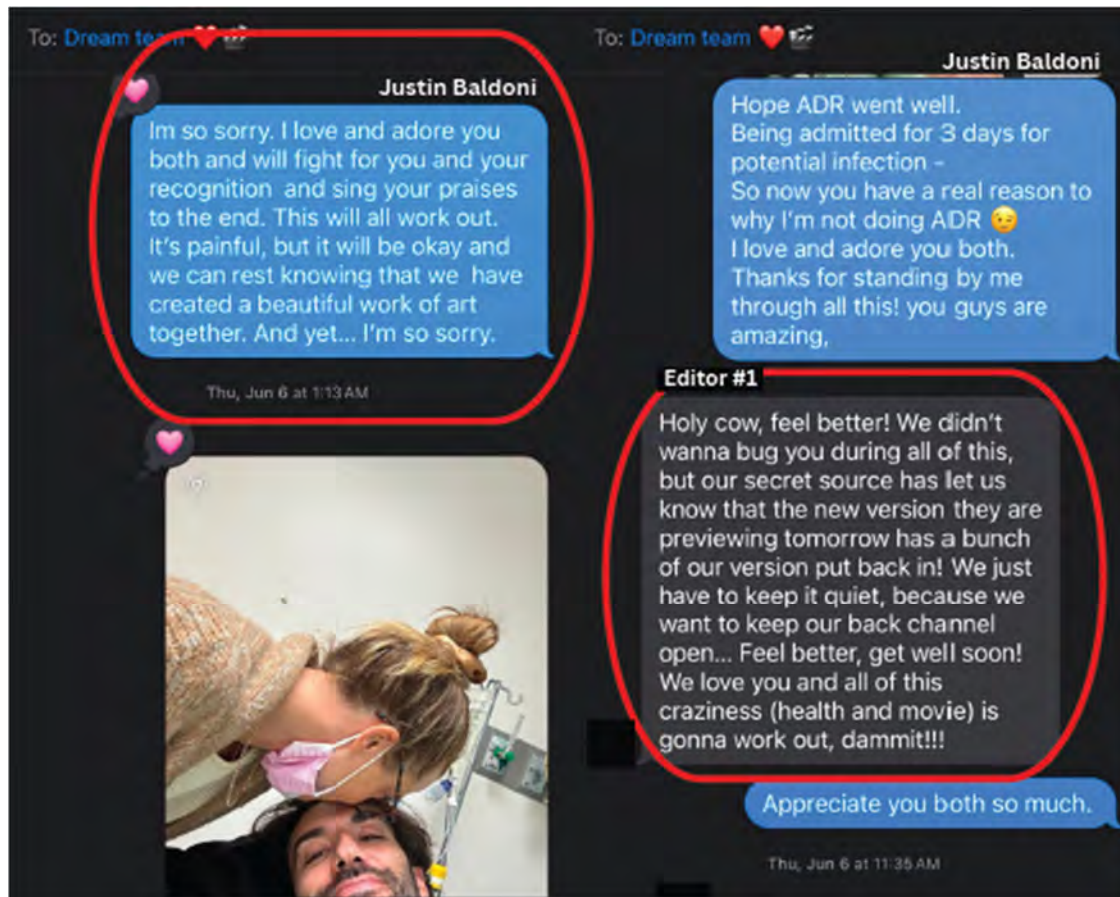 To: Dream team ❤️🎬
Justin Baldoni
Im so sorry. I love and adore you
both and will fight for you and your
recognition and sing your praises
to the end. This will all work out.
It's painful, but it will be okay and
we can rest knowing that we have
created a beautiful work of art
together. And yet... I'm so sorry.
Thu, Jun 6 at 1:13 AM
To: Dream team ❤️🎬
Justin Baldoni
Hope ADR went well.
Being admitted for 3 days for
potential infection -
So now you have a real reason to
why I'm not doing ADR 😉
I love and adore you both.
Thanks for standing by me
through all this! you guys are
amazing,
Editor #1
Holy cow, feel better! We didn't
wanna bug you during all of this,
but our secret source has let us
know that the new version they are
previewing tomorrow has a bunch
of our version put back in! We just
have to keep it quiet, because we
want to keep our back channel
open... Feel better, get well soon!
We love you and all of this
craziness (health and movie) is
gonna work out, dammit!!!
Appreciate you both so much.
Thu, Jun 6 at 11:35 AM